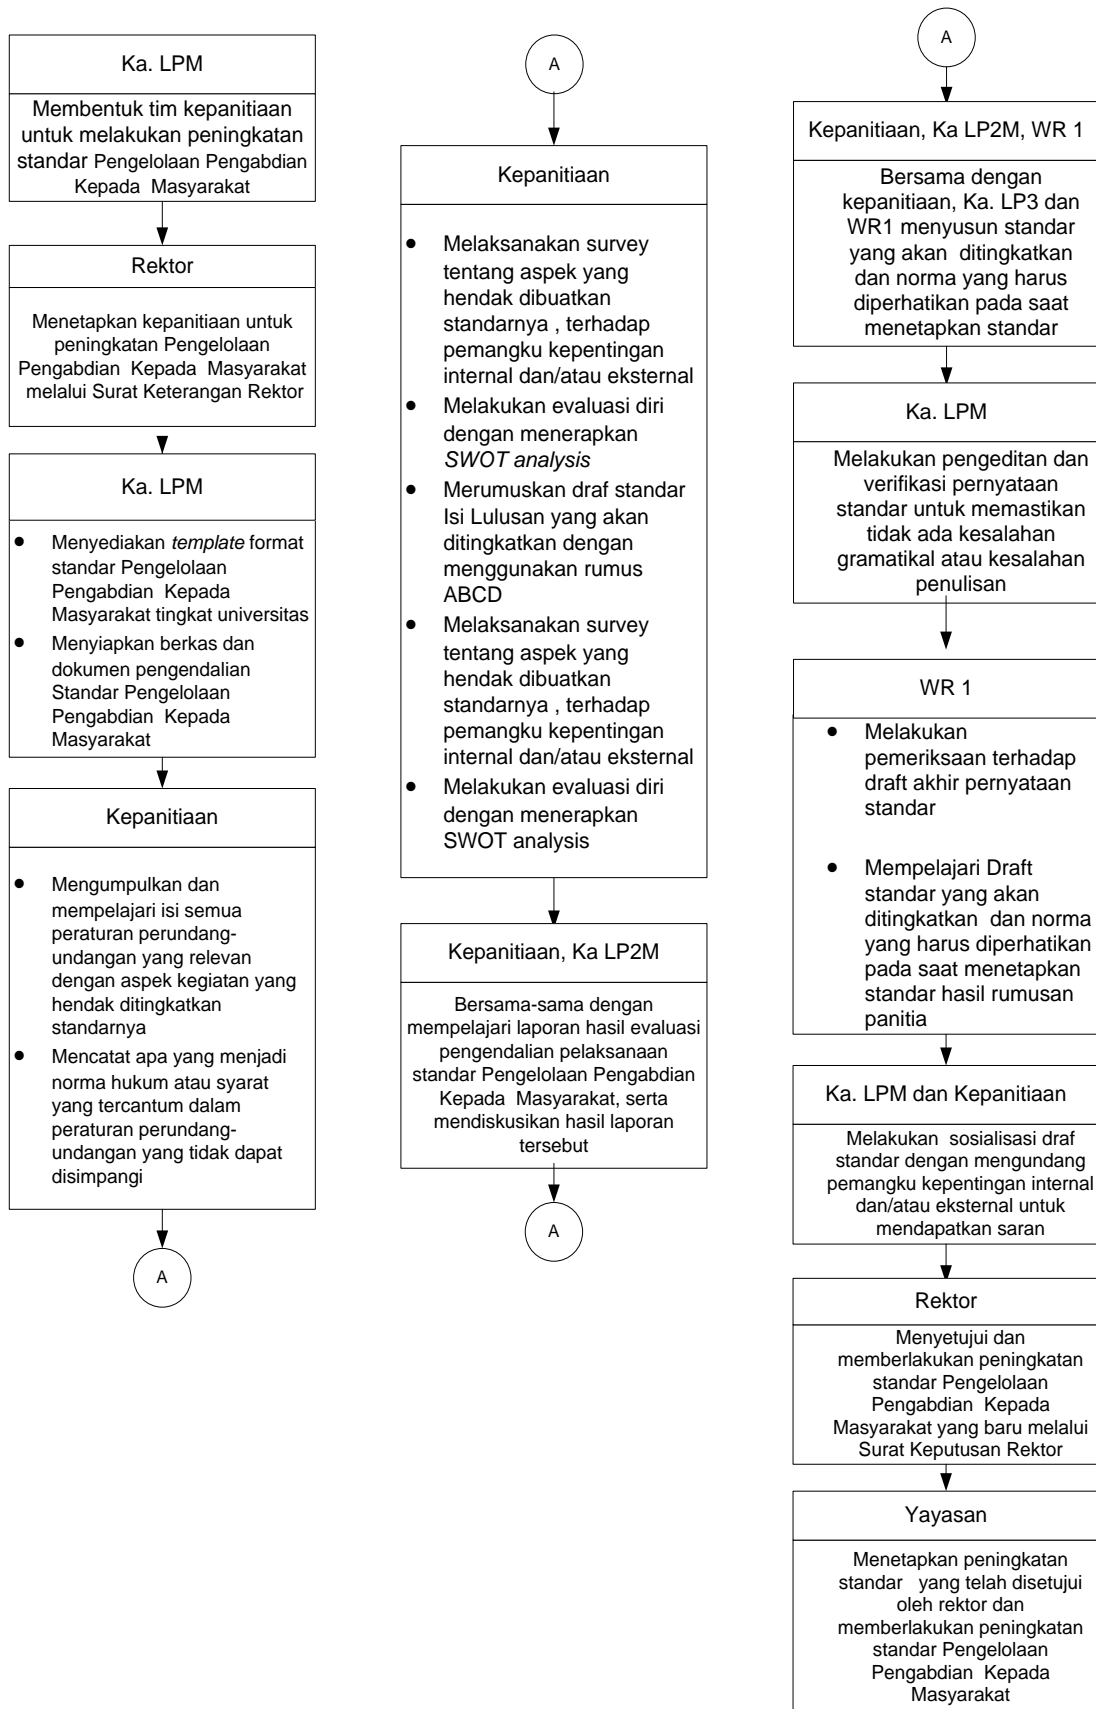 Ka. LPM
Membentuk tim kepanitiaan
untuk melakukan peningkatan
standar Pengelolaan Pengabdian
Kepada Masyarakat
Rektor
Menetapkan kepanitiaan untuk
peningkatan Pengelolaan
Pengabdian Kepada Masyarakat
melalui Surat Keterangan Rektor
Ka. LPM
• Menyediakan template format
standar Pengelolaan
Pengabdian Kepada
Masyarakat tingkat universitas
• Menyiapkan berkas dan
dokumen pengendalian
Standar Pengelolaan
Pengabdian Kepada
Masyarakat
Kepanitiaan
• Mengumpulkan dan
mempelajari isi semua
peraturan perundang-
undangan yang relevan
dengan aspek kegiatan yang
hendak ditingkatkan
standarnya
• Mencatat apa yang menjadi
norma hukum atau syarat
yang tercantum dalam
peraturan perundang-
undangan yang tidak dapat
disimpangi
A
A
Kepanitiaan
• Melaksanakan survey
tentang aspek yang
hendak dibuatkan
standarnya , terhadap
pemangku kepentingan
internal dan/atau eksternal
• Melakukan evaluasi diri
dengan menerapkan
SWOT analysis
• Merumuskan draf standar
Isi Lulusan yang akan
ditingkatkan dengan
menggunakan rumus
ABCD
• Melaksanakan survey
tentang aspek yang
hendak dibuatkan
standarnya , terhadap
pemangku kepentingan
internal dan/atau eksternal
• Melakukan evaluasi diri
dengan menerapkan
SWOT analysis
Kepanitiaan, Ka LP2M
Bersama-sama dengan
mempelajari laporan hasil evaluasi
pengendalian pelaksanaan
standar Pengelolaan Pengabdian
Kepada Masyarakat, serta
mendiskusikan hasil laporan
tersebut
A
A
Kepanitiaan, Ka LP2M, WR 1
Bersama dengan
kepanitiaan, Ka. LP3 dan
WR1 menyusun standar
yang akan ditingkatkan
dan norma yang harus
diperhatikan pada saat
menetapkan standar
Ka. LPM
Melakukan pengeditan dan
verifikasi pernyataan
standar untuk memastikan
tidak ada kesalahan
gramatikal atau kesalahan
penulisan
WR 1
• Melakukan
pemeriksaan terhadap
draft akhir pernyataan
standar
• Mempelajari Draft
standar yang akan
ditingkatkan dan norma
yang harus diperhatikan
pada saat menetapkan
standar hasil rumusan
panitia
Ka. LPM dan Kepanitiaan
Melakukan sosialisasi draf
standar dengan mengundang
pemangku kepentingan internal
dan/atau eksternal untuk
mendapatkan saran
Rektor
Menyetujui dan
memberlakukan peningkatan
standar Pengelolaan
Pengabdian Kepada
Masyarakat yang baru melalui
Surat Keputusan Rektor
Yayasan
Menetapkan peningkatan
standar yang telah disetujui
oleh rektor dan
memberlakukan peningkatan
standar Pengelolaan
Pengabdian Kepada
Masyarakat